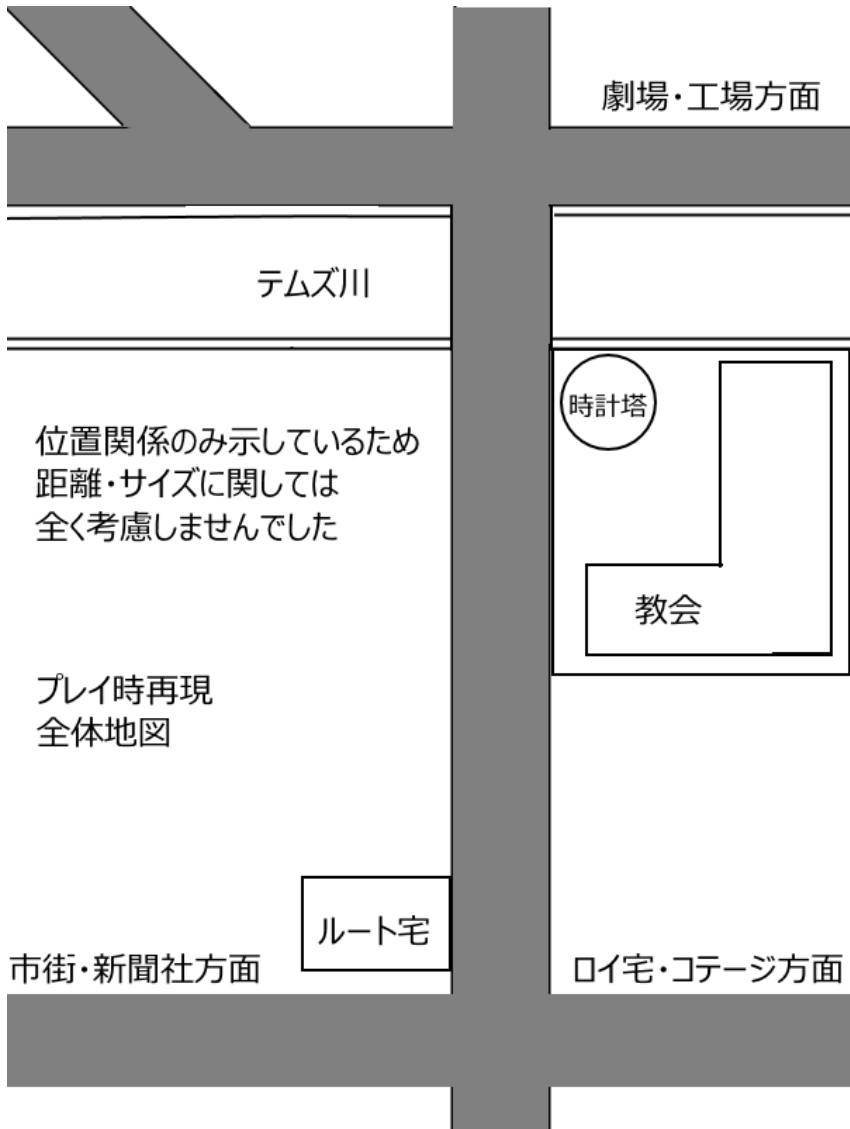 劇場・工場方面
テムズ川
時計塔
位置関係のみ示しているため
距離・サイズに関しては
全く考慮しませんでした
教会
プレイ時再現
全体地図
ルート宅
市街・新聞社方面
ロイ宅・コテージ方面